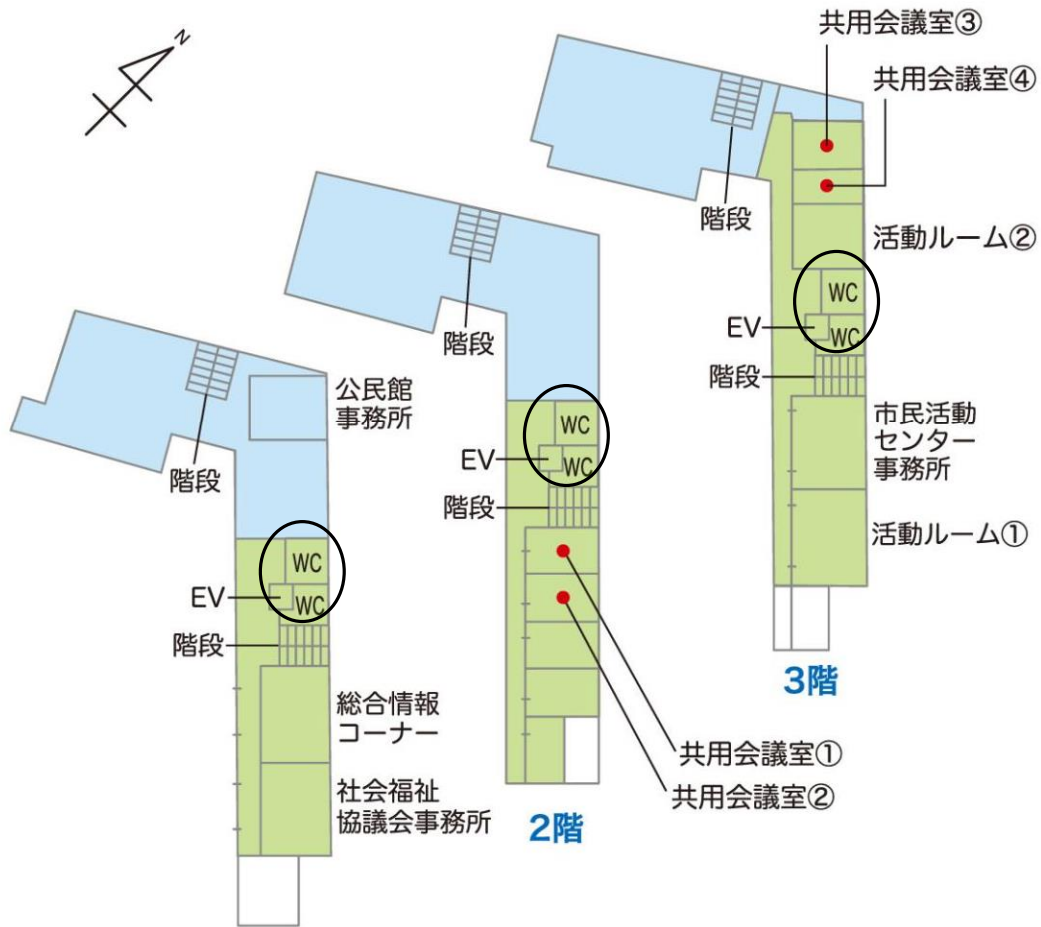 N
共用会議室③
共用会議室④
階段
活動ルーム②
WC
EV
WC
階段
市民活動
センター
事務所
活動ルーム①
3階
階段
WC
EV
WC
階段
共用会議室①
共用会議室②
2階
公民館
事務所
階段
WC
EV
WC
階段
総合情報
コーナー
社会福祉
協議会事務所